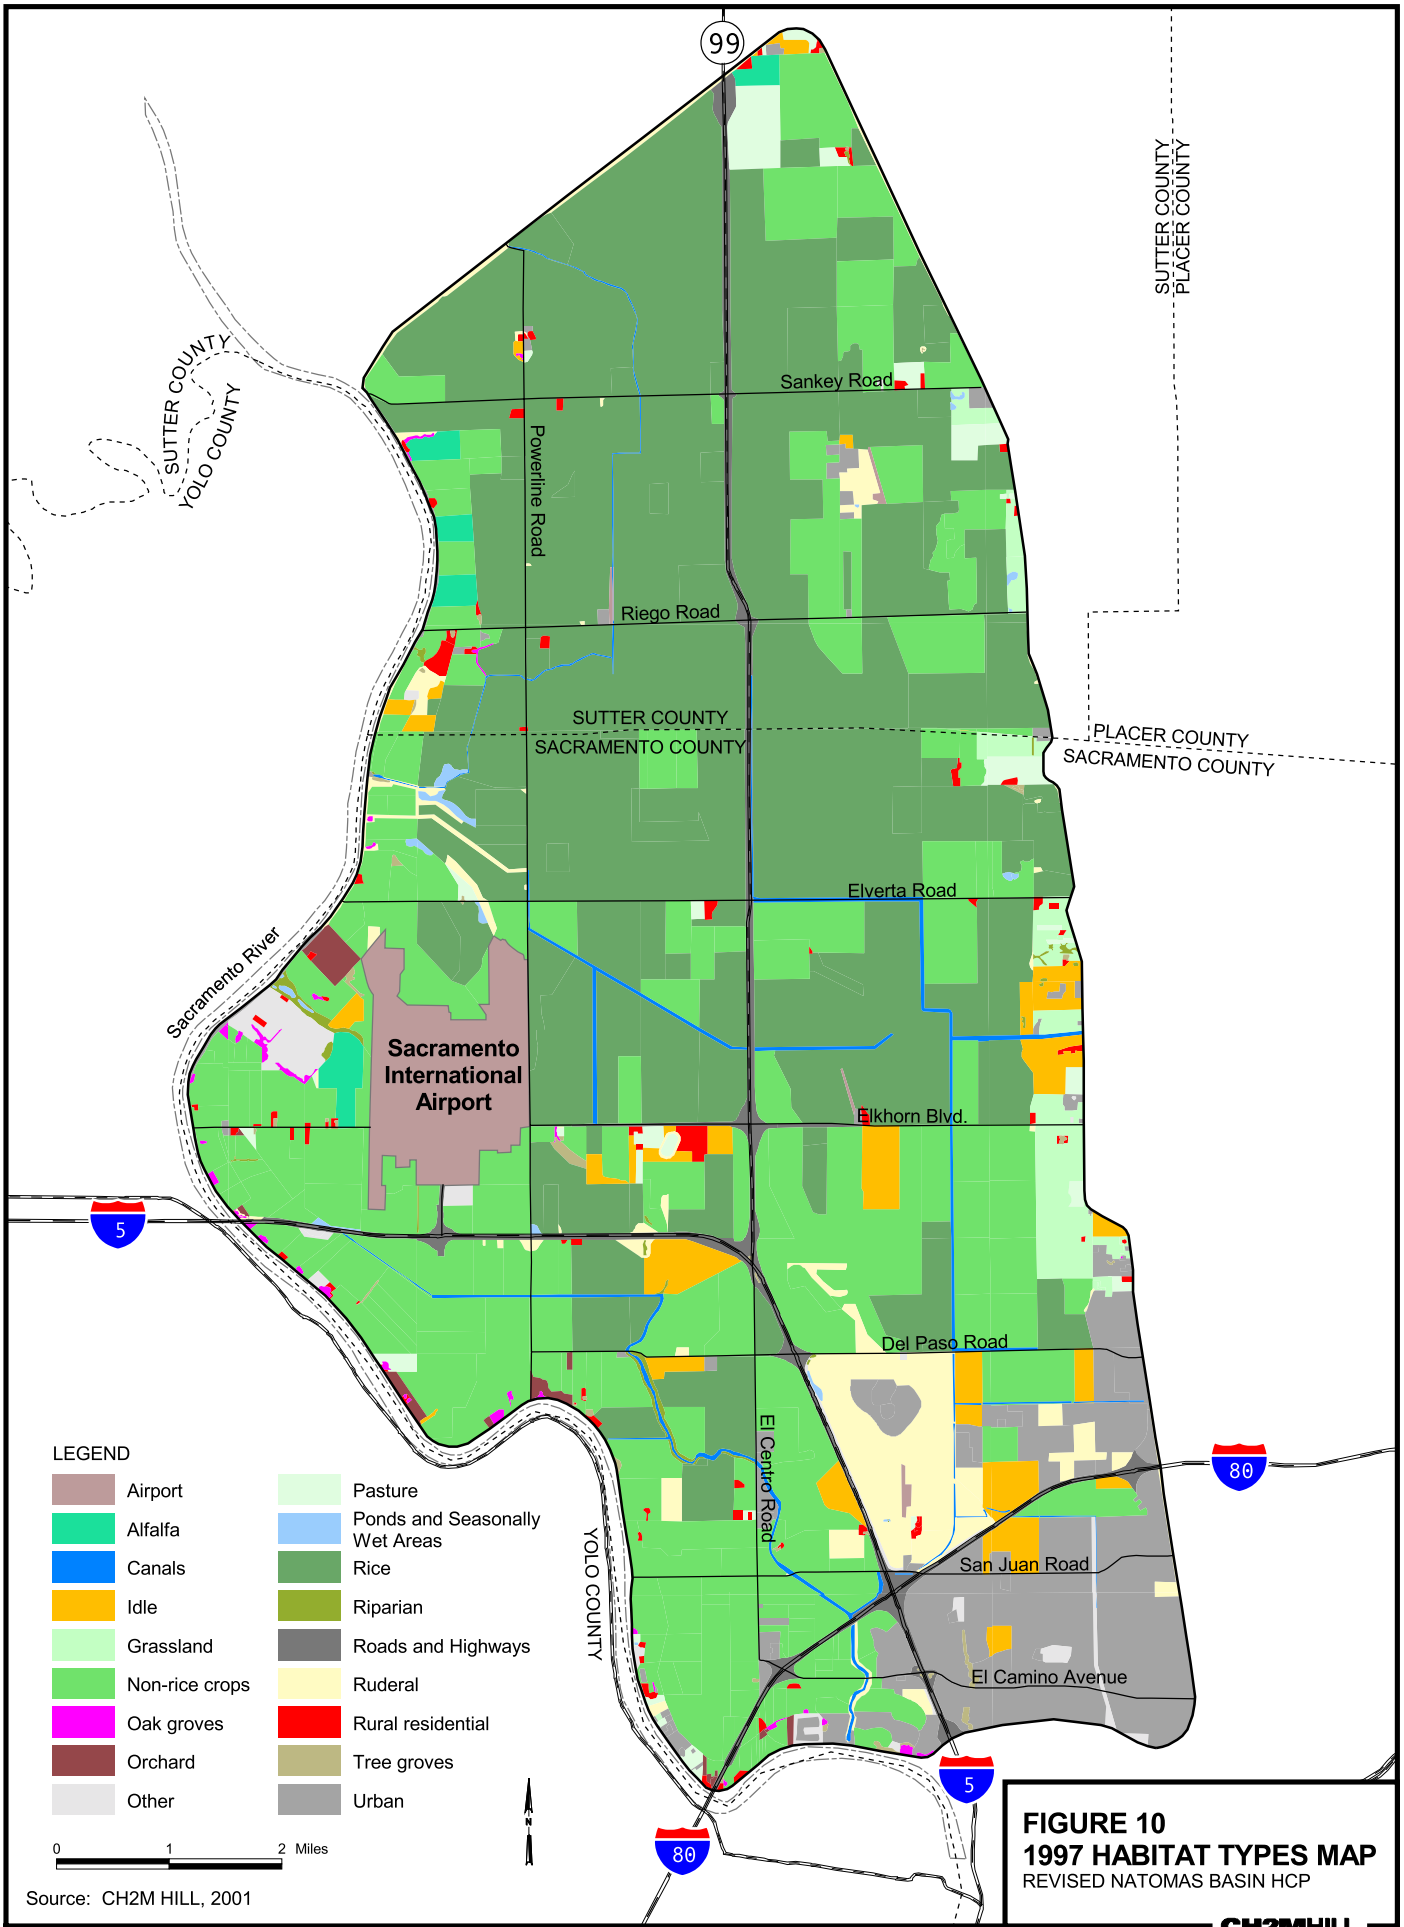 99
SUTTER COUNTY
PLACER COUNTY
SUTTER COUNTY
YOLO COUNTY
Sankey Road
Powerline Road
Riego Road
SUTTER COUNTY
SACRAMENTO COUNTY
PLACER COUNTY
SACRAMENTO COUNTY
Elverta Road
Sacramento River
Sacramento
International
Airport
Elkhorn Blvd.
5
Del Paso Road
El Centro Road
80
YOLO COUNTY
San Juan Road
El Camino Avenue
5
80
LEGEND
Airport
Alfalfa
Canals
Idle
Grassland
Non-rice crops
Oak groves
Orchard
Other
Pasture
Ponds and Seasonally
Wet Areas
Rice
Riparian
Roads and Highways
Ruderal
Rural residential
Tree groves
Urban
N
0 1 2 Miles
Source: CH2M HILL, 2001
FIGURE 10
1997 HABITAT TYPES MAP
REVISED NATOMAS BASIN HCP
CH2MHILL